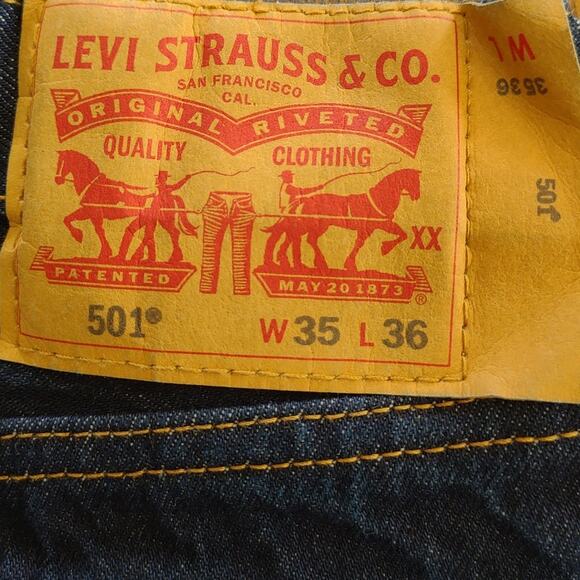 LEVI STRAUSS & CO.
SAN FRANCISCO
CAL.
ORIGINAL RIVETED
QUALITY CLOTHING
XX
PATENTED MAY 20 1873 ®
501® W35 L36
W L
3536
501®